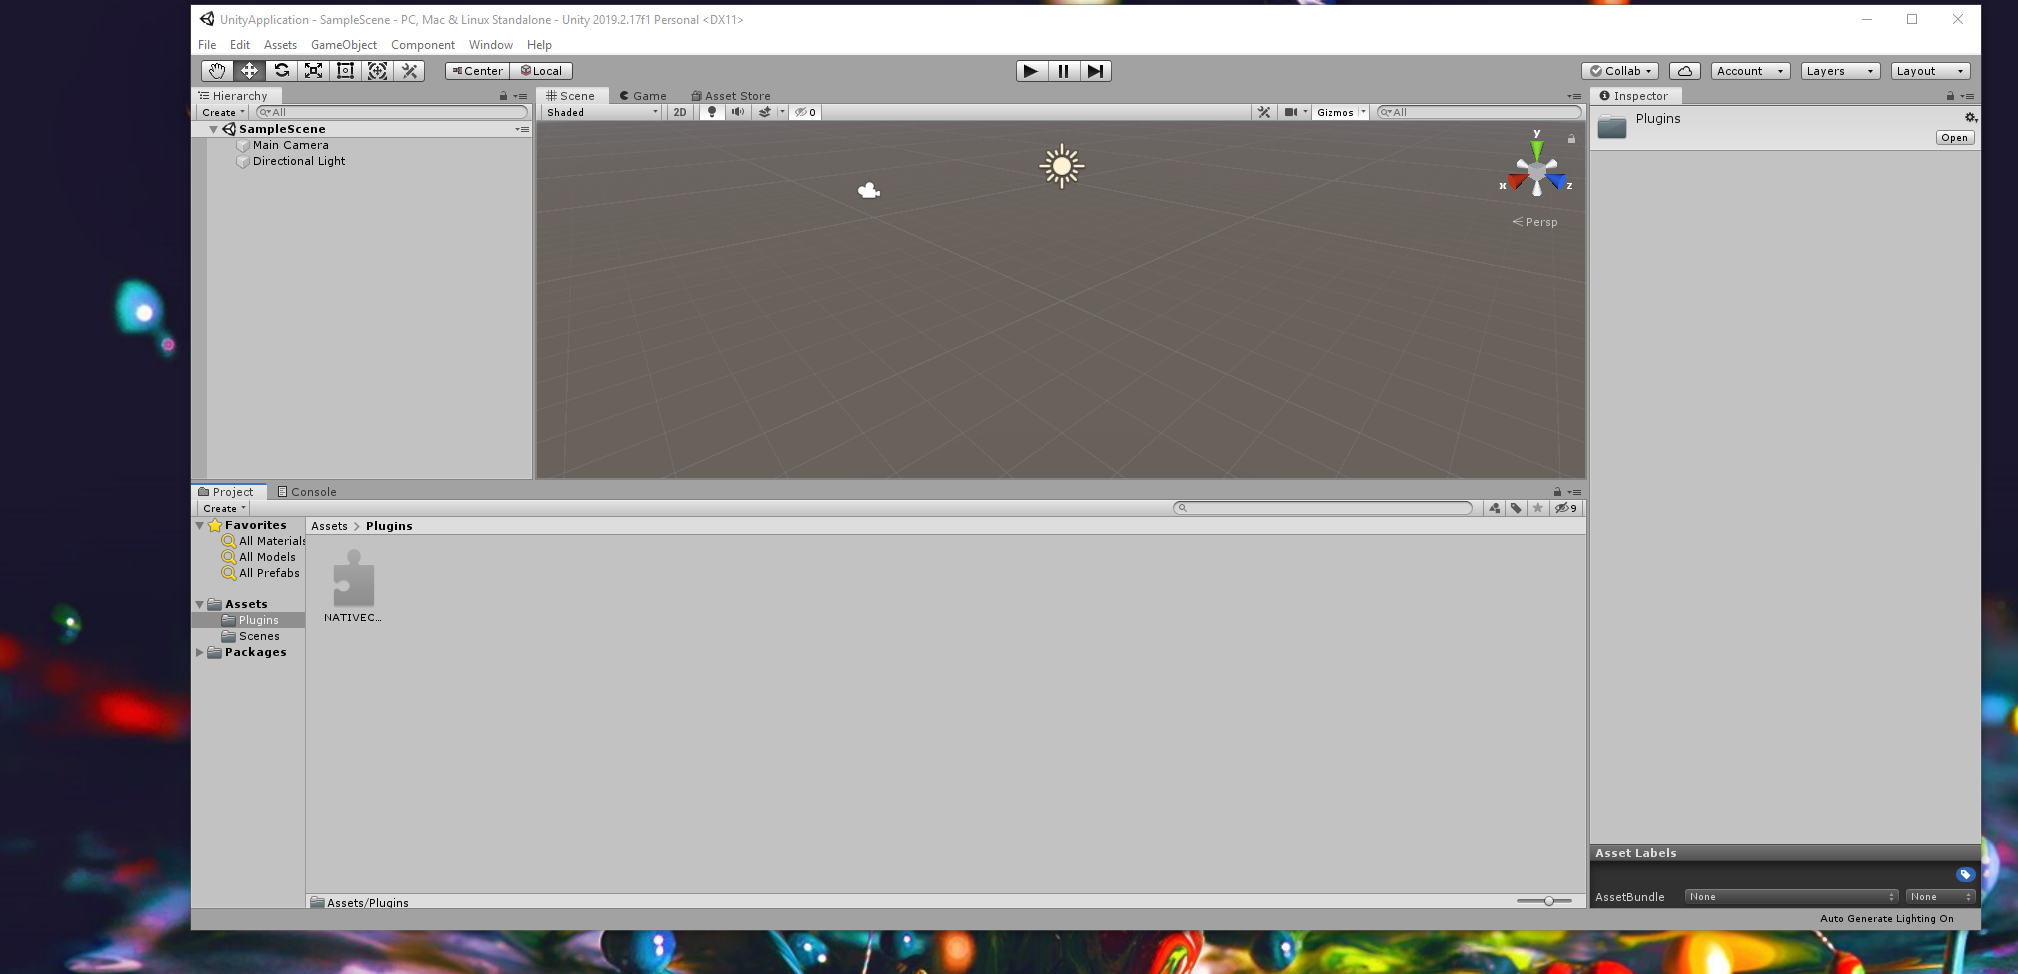 UnityApplication - SampleScene - PC, Mac & Linux Standalone - Unity 2019.2.17f1 Personal <DX11>
File Edit Assets GameObject Component Window Help
Center Local Collab Account Layers Layout
Hierarchy
Create All
SampleScene
Main Camera
Directional Light
Scene Game Asset Store
Shaded 2D 0 Gizmos All
y
x z
Persp
Inspector
Plugins
Open
Project Console
Create 9
Favorites
All Materials
All Models
All Prefabs
Assets
Plugins
Scenes
Packages
Assets > Plugins
NATIVEC...
Assets/Plugins
Asset Labels
AssetBundle None None
Auto Generate Lighting On